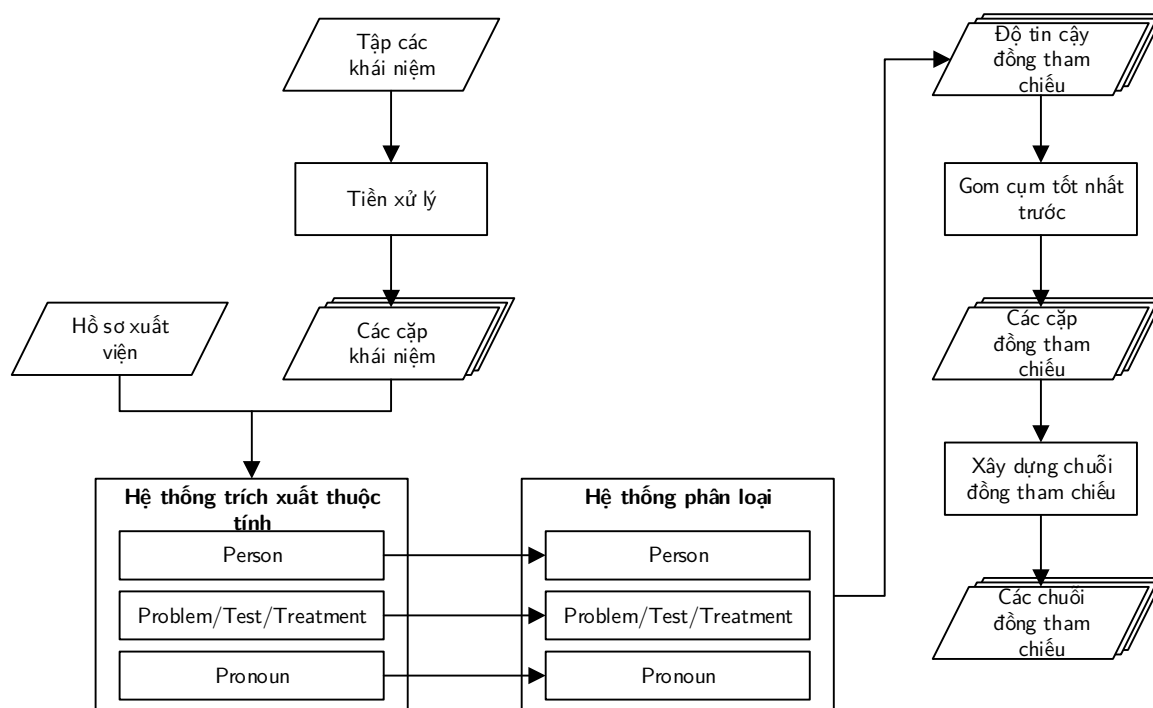 Tập các
khái niệm
Tiền xử lý
Hồ sơ xuất
viện
Các cặp
khái niệm
Hệ thống trích xuất thuộc
tính
Person
Problem/Test/Treatment
Pronoun
Hệ thống phân loại
Person
Problem/Test/Treatment
Pronoun
Độ tin cậy
đồng tham
chiếu
Gom cụm tốt nhất
trước
Các cặp
đồng tham
chiếu
Xây dựng chuỗi
đồng tham chiếu
Các chuỗi
đồng tham
chiếu